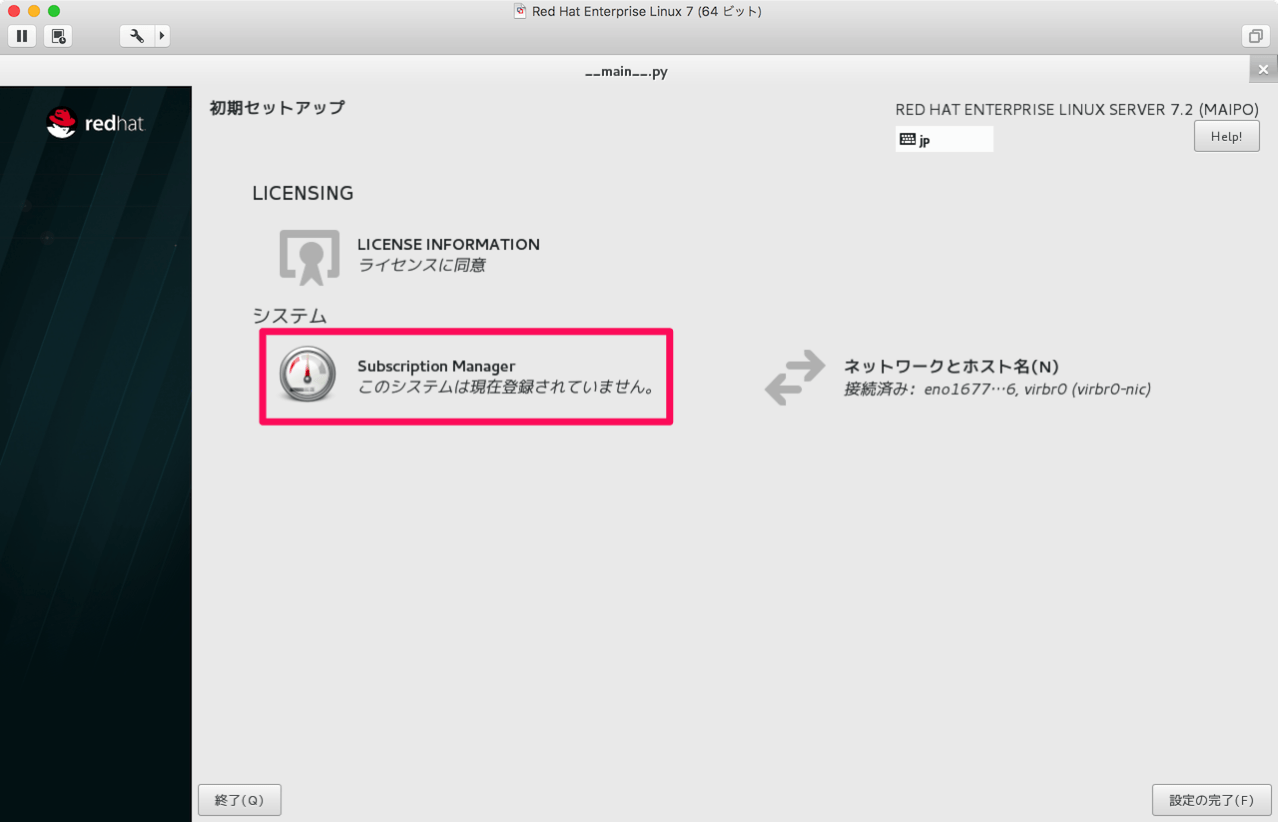 Red Hat Enterprise Linux 7 (64 ビット)
__main__.py
redhat
初期セットアップ
RED HAT ENTERPRISE LINUX SERVER 7.2 (MAIPO)
jp
Help!
LICENSING
LICENSE INFORMATION
ライセンスに同意
システム
Subscription Manager
このシステムは現在登録されていません。
ネットワークとホスト名(N)
接続済み: eno1677…6, virbr0 (virbr0-nic)
終了(Q)
設定の完了(F)